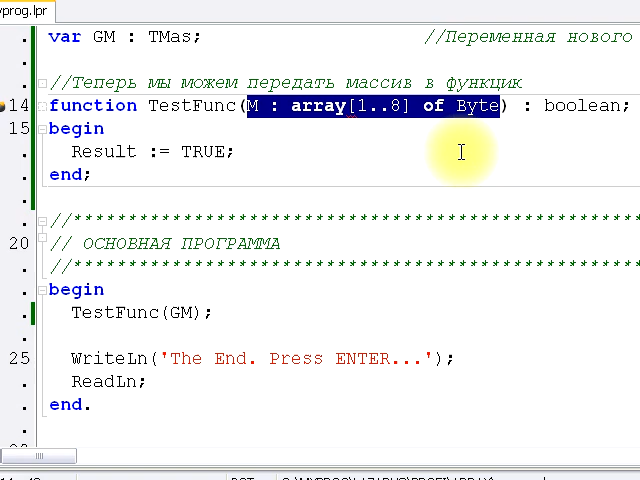 yprog.lpr
var GM : TMas; //Переменная нового
//Теперь мы можем передать массив в функцик
14 function TestFunc(M : array[1..8] of Byte) : boolean;
15 begin
Result := TRUE;
end;
//****************************************************
20 // ОСНОВНАЯ ПРОГРАММА
//****************************************************
begin
TestFunc(GM);
25 WriteLn('The End. Press ENTER...');
ReadLn;
end.